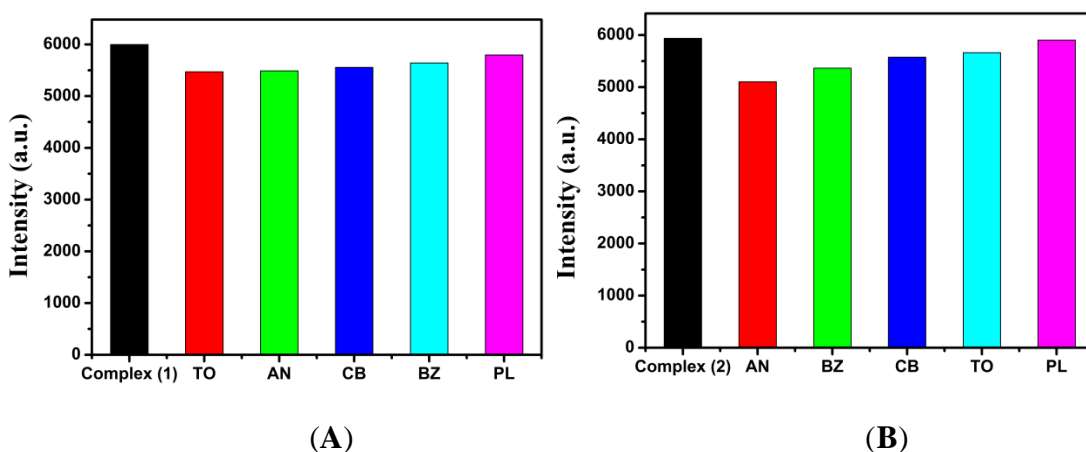 Intensity (a.u.)
6000
5000
4000
3000
2000
1000
0
Complex (1) TO AN CB BZ PL
(A)
Intensity (a.u.)
6000
5000
4000
3000
2000
1000
0
Complex (2) AN BZ CB TO PL
(B)